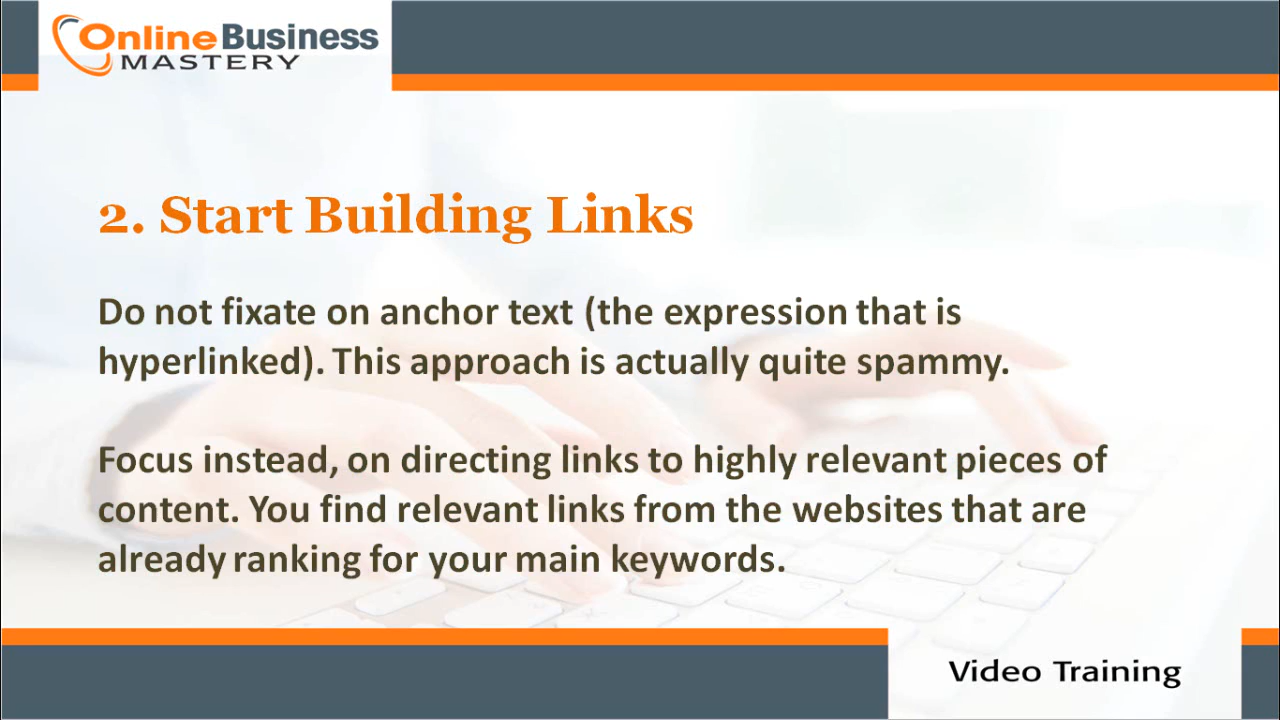 Online Business
MASTERY
2. Start Building Links
Do not fixate on anchor text (the expression that is
hyperlinked). This approach is actually quite spammy.
Focus instead, on directing links to highly relevant pieces of
content. You find relevant links from the websites that are
already ranking for your main keywords.
Video Training